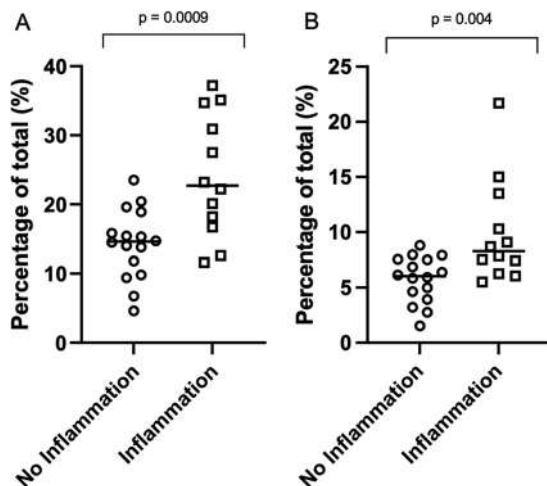 A
p = 0.0009
Percentage of total (%)
40
30
20
10
0
No Inflammation
Inflammation
B
p = 0.004
Percentage of total (%)
25
20
15
10
5
0
No Inflammation
Inflammation